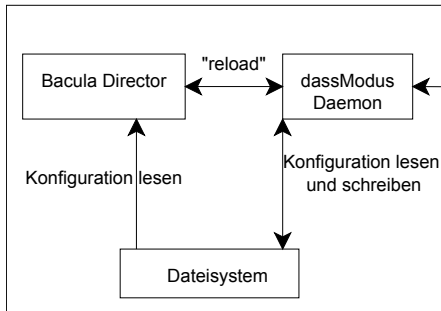 "reload"
Bacula Director
dassModus
Daemon
Konfiguration lesen
Konfiguration lesen
und schreiben
Dateisystem